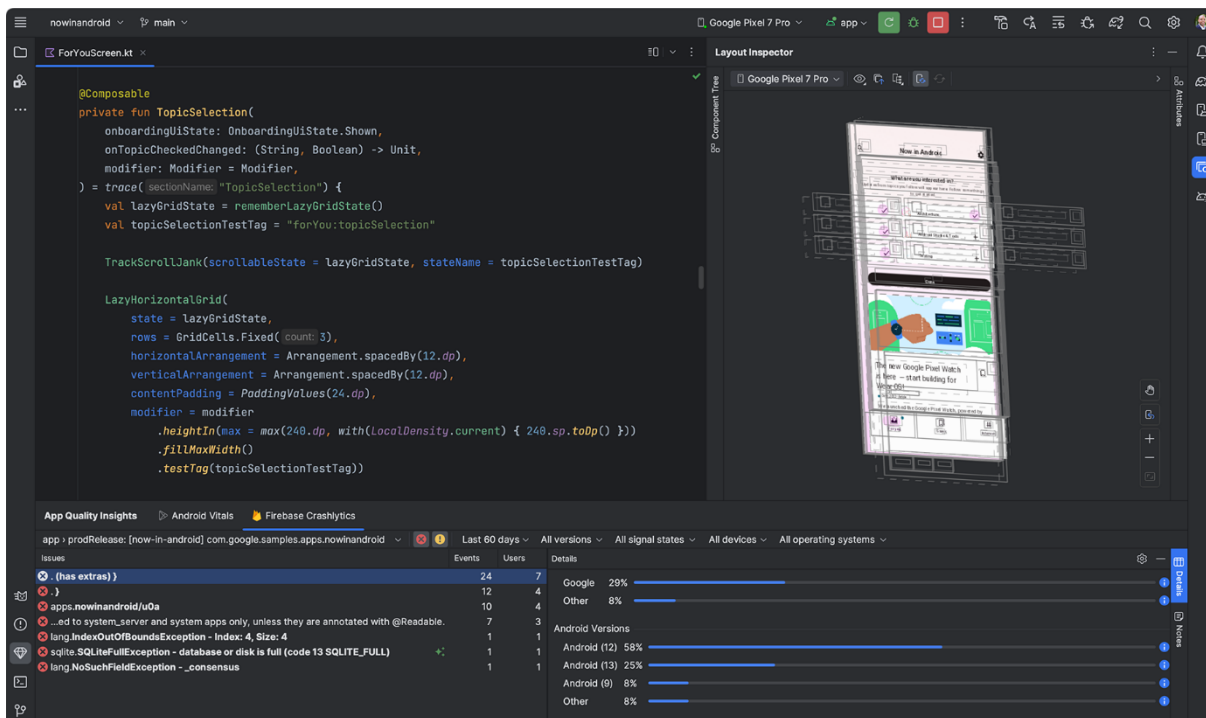 nowinandroid
main
Google Pixel 7 Pro
app
ForYouScreen.kt
@Composable
private fun TopicSelection(
onboardingUiState: OnboardingUiState.Shown,
onTopicCheckedChanged: (String, Boolean) -> Unit,
modifier: Modifier = Modifier,
) = trace( sectionName: "TopicSelection") {
val lazyGridState = rememberLazyGridState()
val topicSelectionTestTag = "forYou:topicSelection"
TrackScrollJank(scrollableState = lazyGridState, stateName = topicSelectionTestTag)
LazyHorizontalGrid(
state = lazyGridState,
rows = GridCells.Fixed( count: 3),
horizontalArrangement = Arrangement.spacedBy(12.dp),
verticalArrangement = Arrangement.spacedBy(12.dp),
contentPadding = PaddingValues(24.dp),
modifier = modifier
.heightIn(max = max(240.dp, with(LocalDensity.current) { 240.sp.toDp() }))
.fillMaxWidth()
.testTag(topicSelectionTestTag))
Layout Inspector
Google Pixel 7 Pro
Component Tree
Attributes
Now in Android
What are you interested in?
Done
The new Google Pixel Watch
is here — start building for
Wear OS!
App Quality Insights
Android Vitals
Firebase Crashlytics
app › prodRelease: [now-in-android] com.google.samples.apps.nowinandroid
Last 60 days
All versions
All signal states
All devices
All operating systems
Issues Events Users
. (has extras) } 24 7
. } 12 4
apps.nowinandroid/u0a 10 4
...ed to system_server and system apps only, unless they are annotated with @Readable. 7 3
lang.IndexOutOfBoundsException - Index: 4, Size: 4 1 1
sqlite.SQLiteFullException - database or disk is full (code 13 SQLITE_FULL) 1 1
lang.NoSuchFieldException - _consensus 1 1
Details
Google 29%
Other 8%
Android Versions
Android (12) 58%
Android (13) 25%
Android (9) 8%
Other 8%
Details
Notes